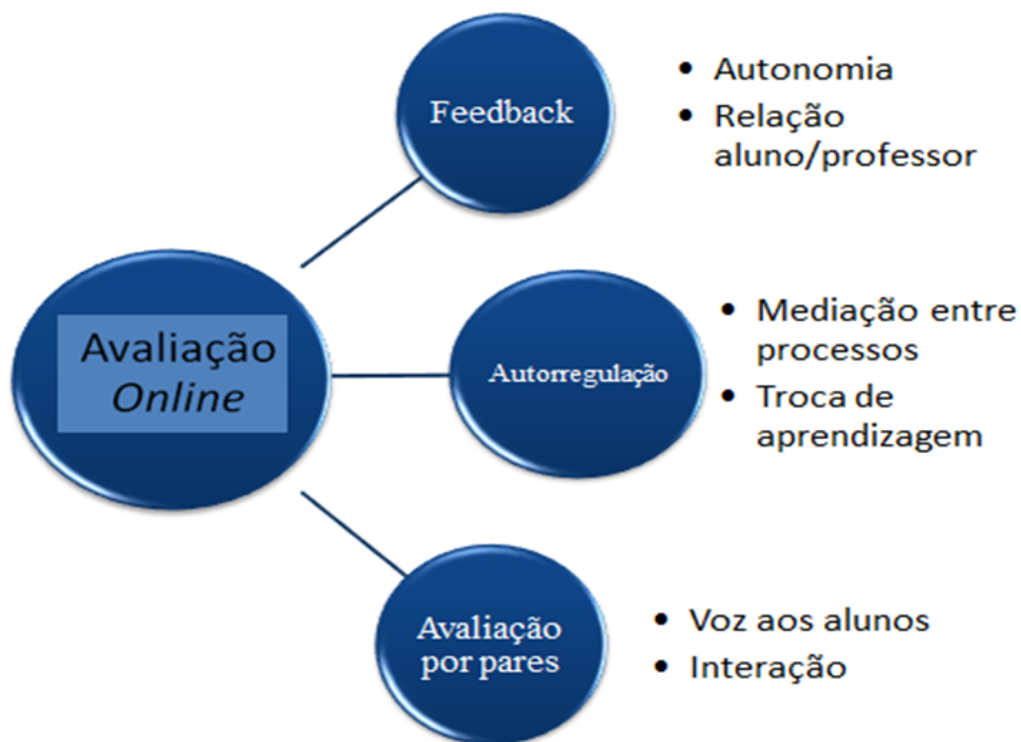 Feedback
• Autonomia
• Relação
aluno/professor
Avaliação
Online
Autorregulação
• Mediação entre
processos
• Troca de
aprendizagem
Avaliação
por pares
• Voz aos alunos
• Interação